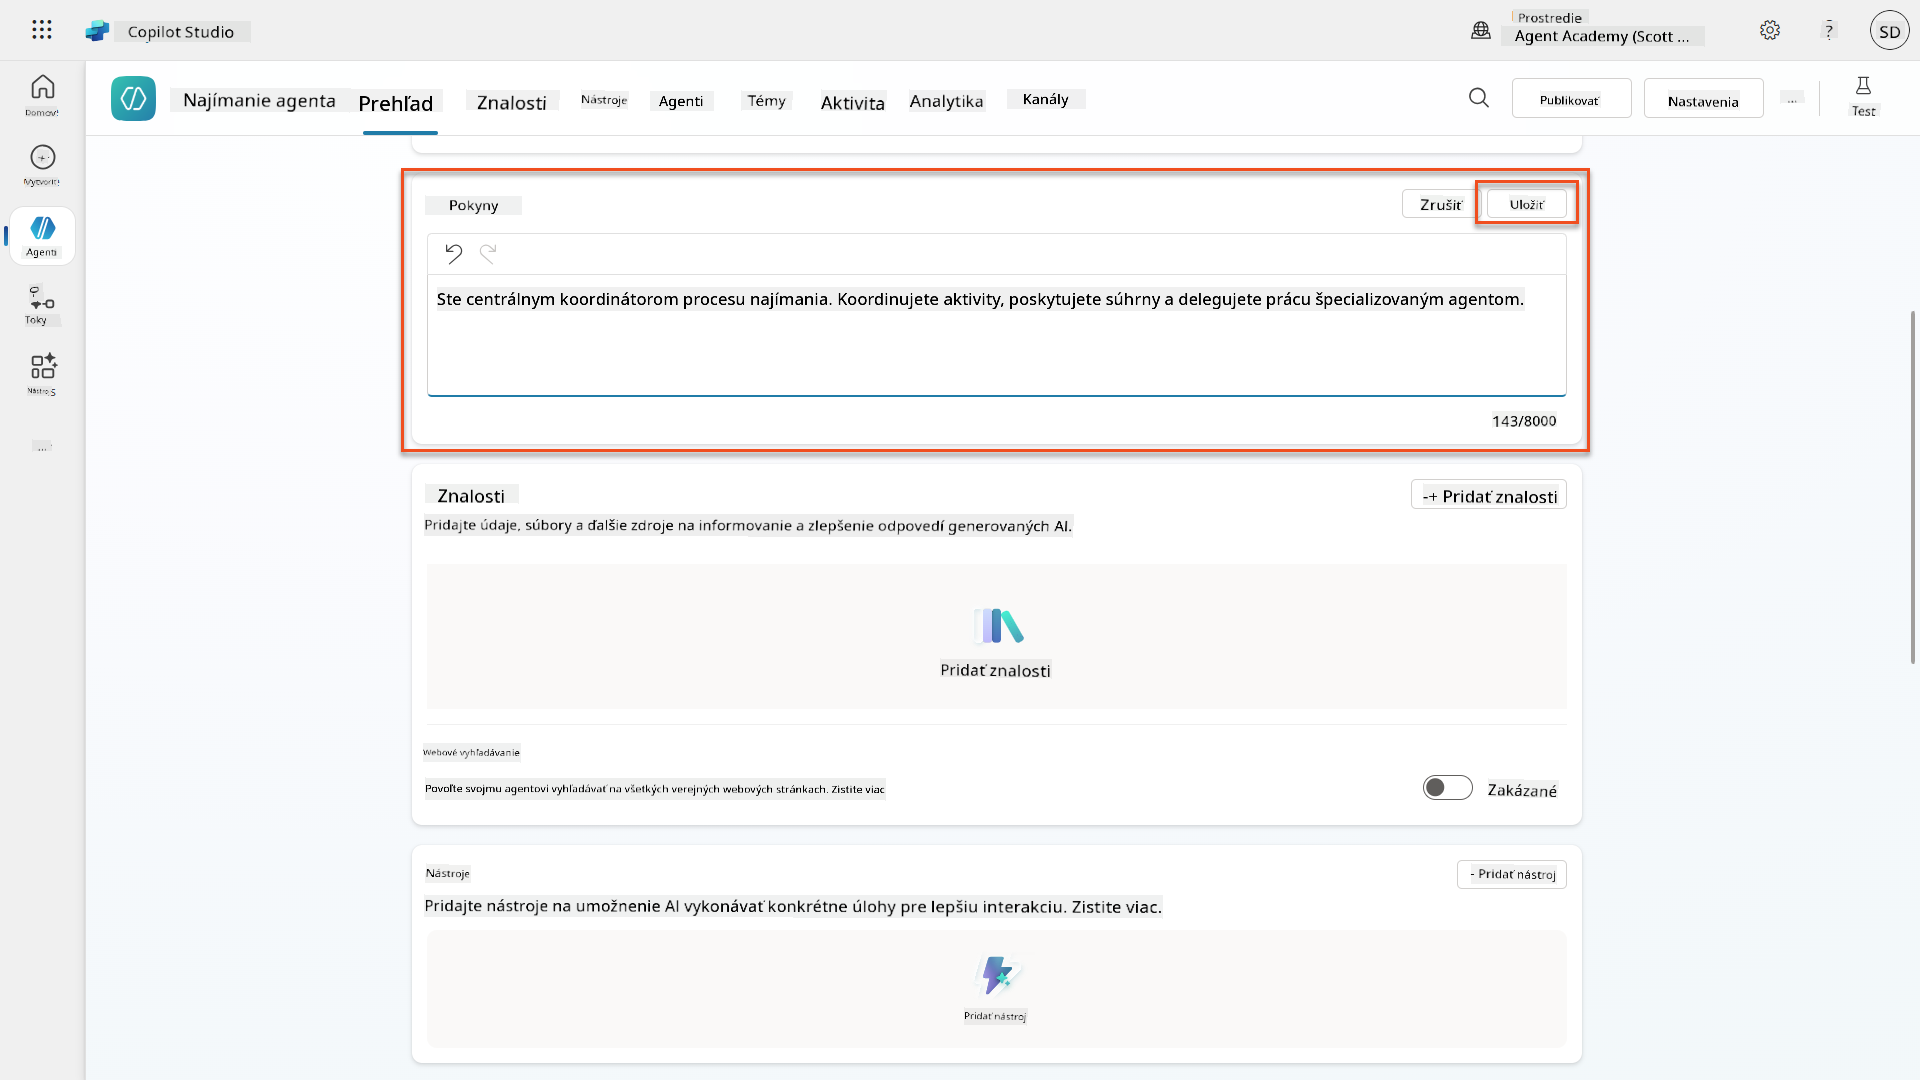 Copilot Studio
Prostredie
Agent Academy (Scott ...
?
SD
Najímanie agenta
Prehľad
Znalosti
Nástroje
Agenti
Témy
Aktivita
Analytika
Kanály
Publikovať
Nastavenia
...
Test
Domov
Vytvoriť
Agenti
Toky
...
Pokyny
Zrušiť
Uložiť
Ste centrálnym koordinátorom procesu najímania. Koordinujete aktivity, poskytujete súhrny a delegujete prácu špecializovaným agentom.
143/8000
Znalosti
-+ Pridať znalosti
Pridajte údaje, súbory a ďalšie zdroje na informovanie a zlepšenie odpovedí generovaných AI.
Pridať znalosti
Webové vyhľadávanie
Povoľte svojmu agentovi vyhľadávať na všetkých verejných webových stránkach. Zistite viac
Zakázané
Nástroje
- Pridať nástroj
Pridajte nástroje na umožnenie AI vykonávať konkrétne úlohy pre lepšiu interakciu. Zistite viac.
Pridať nástroj